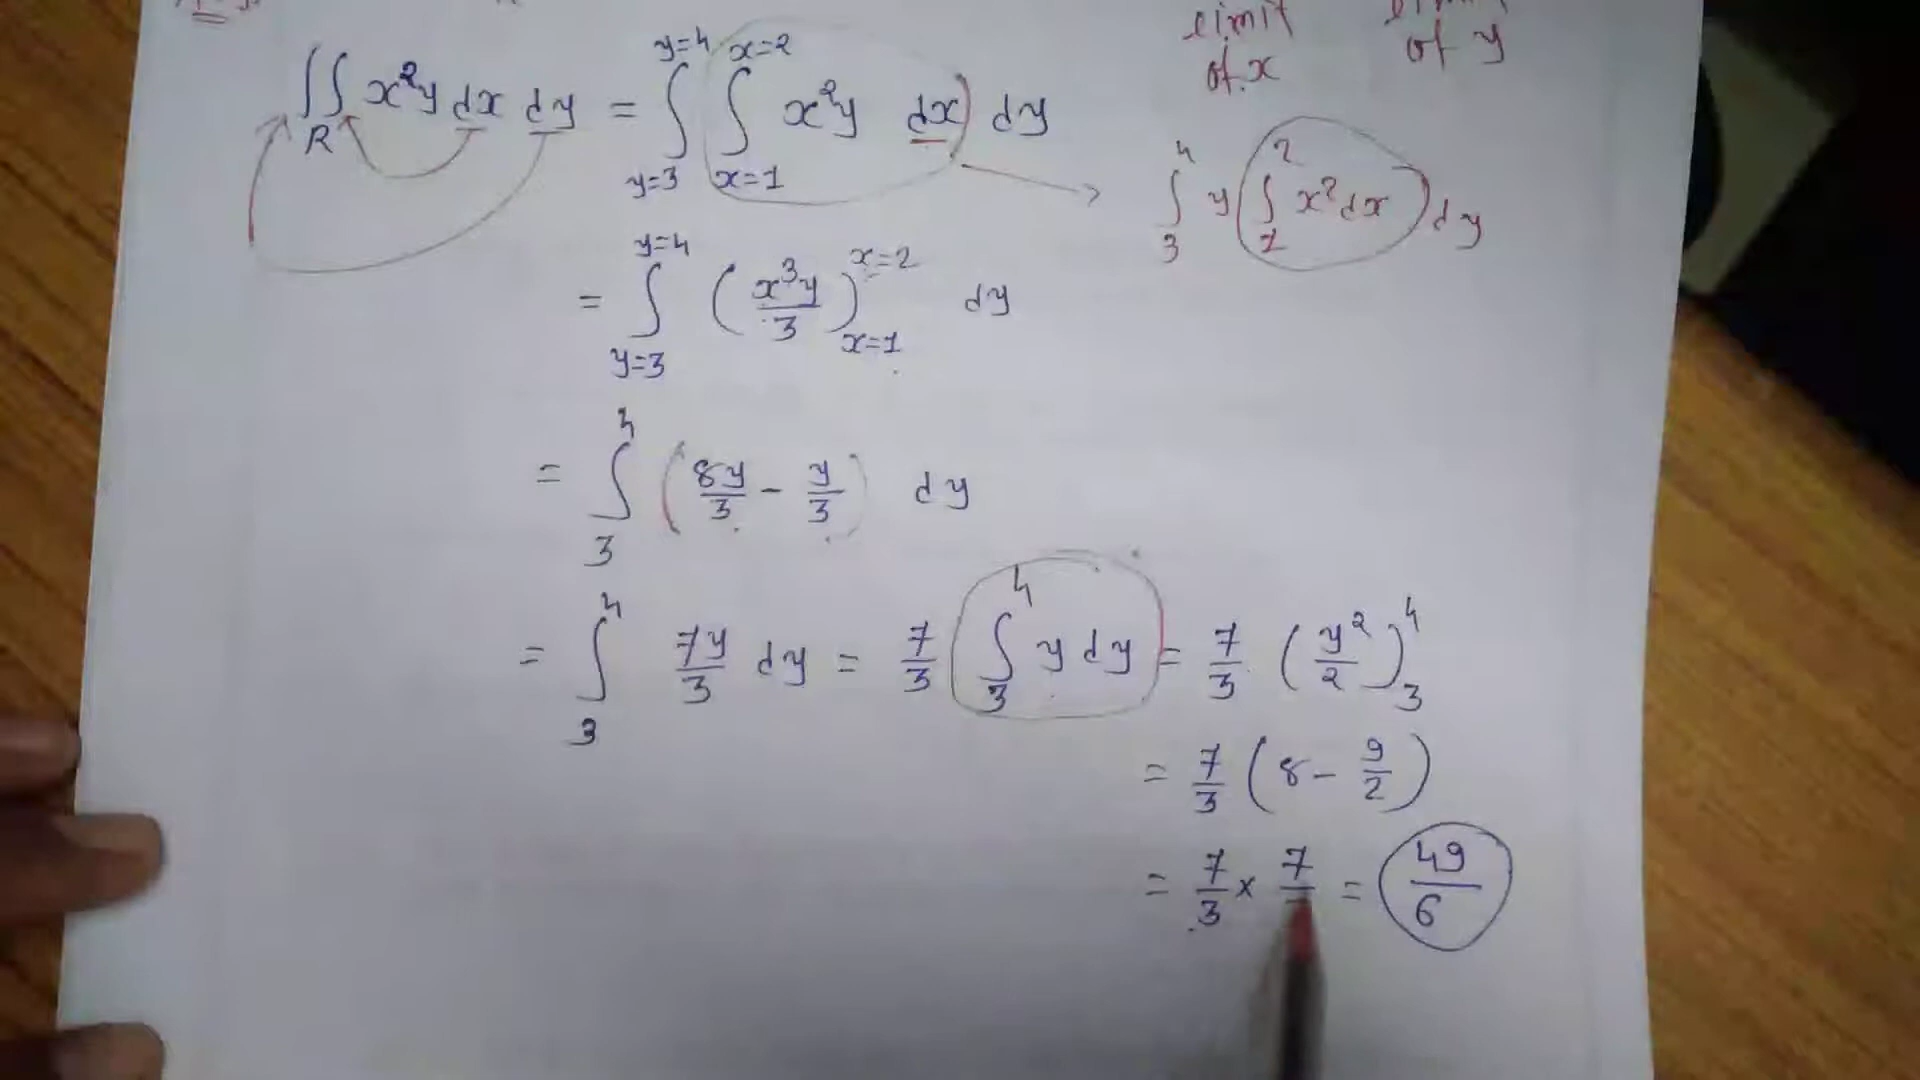 limit of x
of y
∬_R x²y dx dy = ∫_{y=3}^{y=4} ∫_{x=1}^{x=2} x²y dx dy
∫_3^4 y (∫_1^2 x² dx) dy
= ∫_{y=3}^{y=4} (x³y/3)_{x=1}^{x=2} dy
= ∫_3^4 (8y/3 - y/3) dy
= ∫_3^4 7y/3 dy = 7/3 ∫_3^4 y dy = 7/3 (y²/2)_3^4
= 7/3 (8 - 9/2)
= 7/3 × 7/ = 49/6